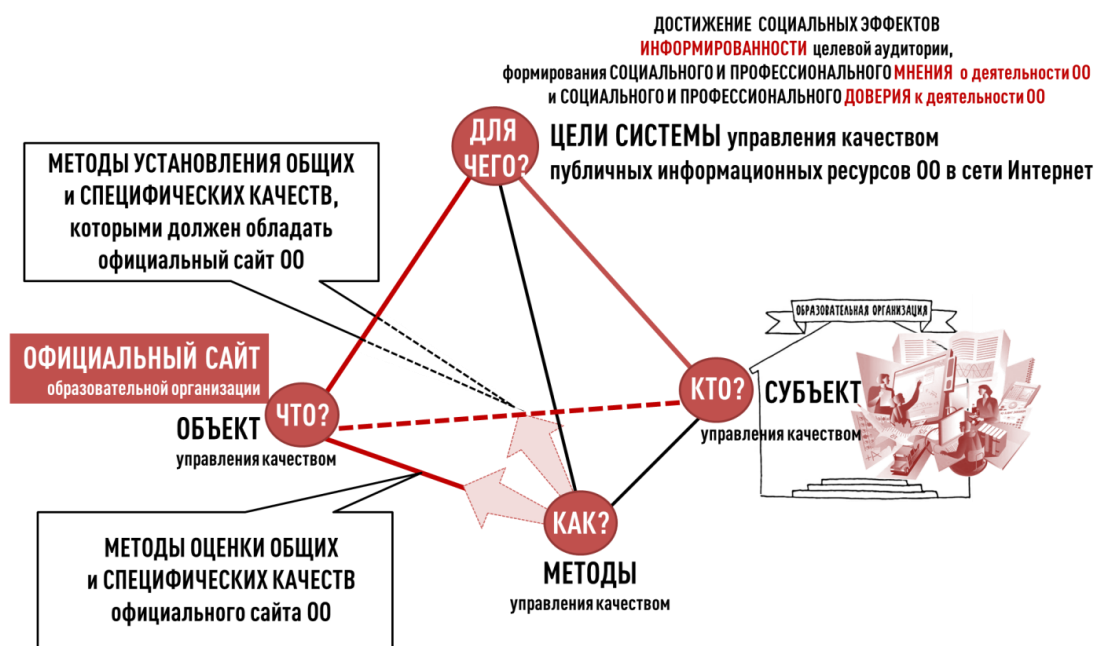 ДОСТИЖЕНИЕ СОЦИАЛЬНЫХ ЭФФЕКТОВ
ИНФОРМИРОВАННОСТИ целевой аудитории,
формирования СОЦИАЛЬНОГО И ПРОФЕССИОНАЛЬНОГО МНЕНИЯ о деятельности ОО
и СОЦИАЛЬНОГО И ПРОФЕССИОНАЛЬНОГО ДОВЕРИЯ к деятельности ОО
ДЛЯ
ЧЕГО?
ЦЕЛИ СИСТЕМЫ управления качеством
публичных информационных ресурсов ОО в сети Интернет
МЕТОДЫ УСТАНОВЛЕНИЯ ОБЩИХ
и СПЕЦИФИЧЕСКИХ КАЧЕСТВ,
которыми должен обладать
официальный сайт ОО
ОБРАЗОВАТЕЛЬНАЯ ОРГАНИЗАЦИЯ
ОФИЦИАЛЬНЫЙ САЙТ
образовательной организации
ЧТО?
ОБЪЕКТ
управления качеством
КТО?
СУБЪЕКТ
управления качеством
КАК?
МЕТОДЫ
управления качеством
МЕТОДЫ ОЦЕНКИ ОБЩИХ
и СПЕЦИФИЧЕСКИХ КАЧЕСТВ
официального сайта ОО